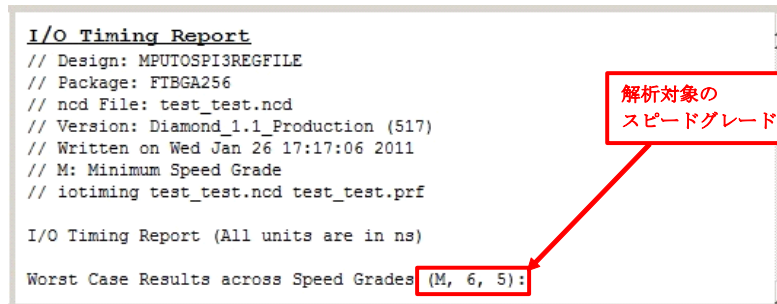 I/O Timing Report
// Design: MPUTOSPI3REGFILE
// Package: FTBGA256
// ncd File: test_test.ncd
// Version: Diamond_1.1_Production (517)
// Written on Wed Jan 26 17:17:06 2011
// M: Minimum Speed Grade
// iotiming test_test.ncd test_test.prf
I/O Timing Report (All units are in ns)
Worst Case Results across Speed Grades (M, 6, 5):
解析対象の
スピードグレード